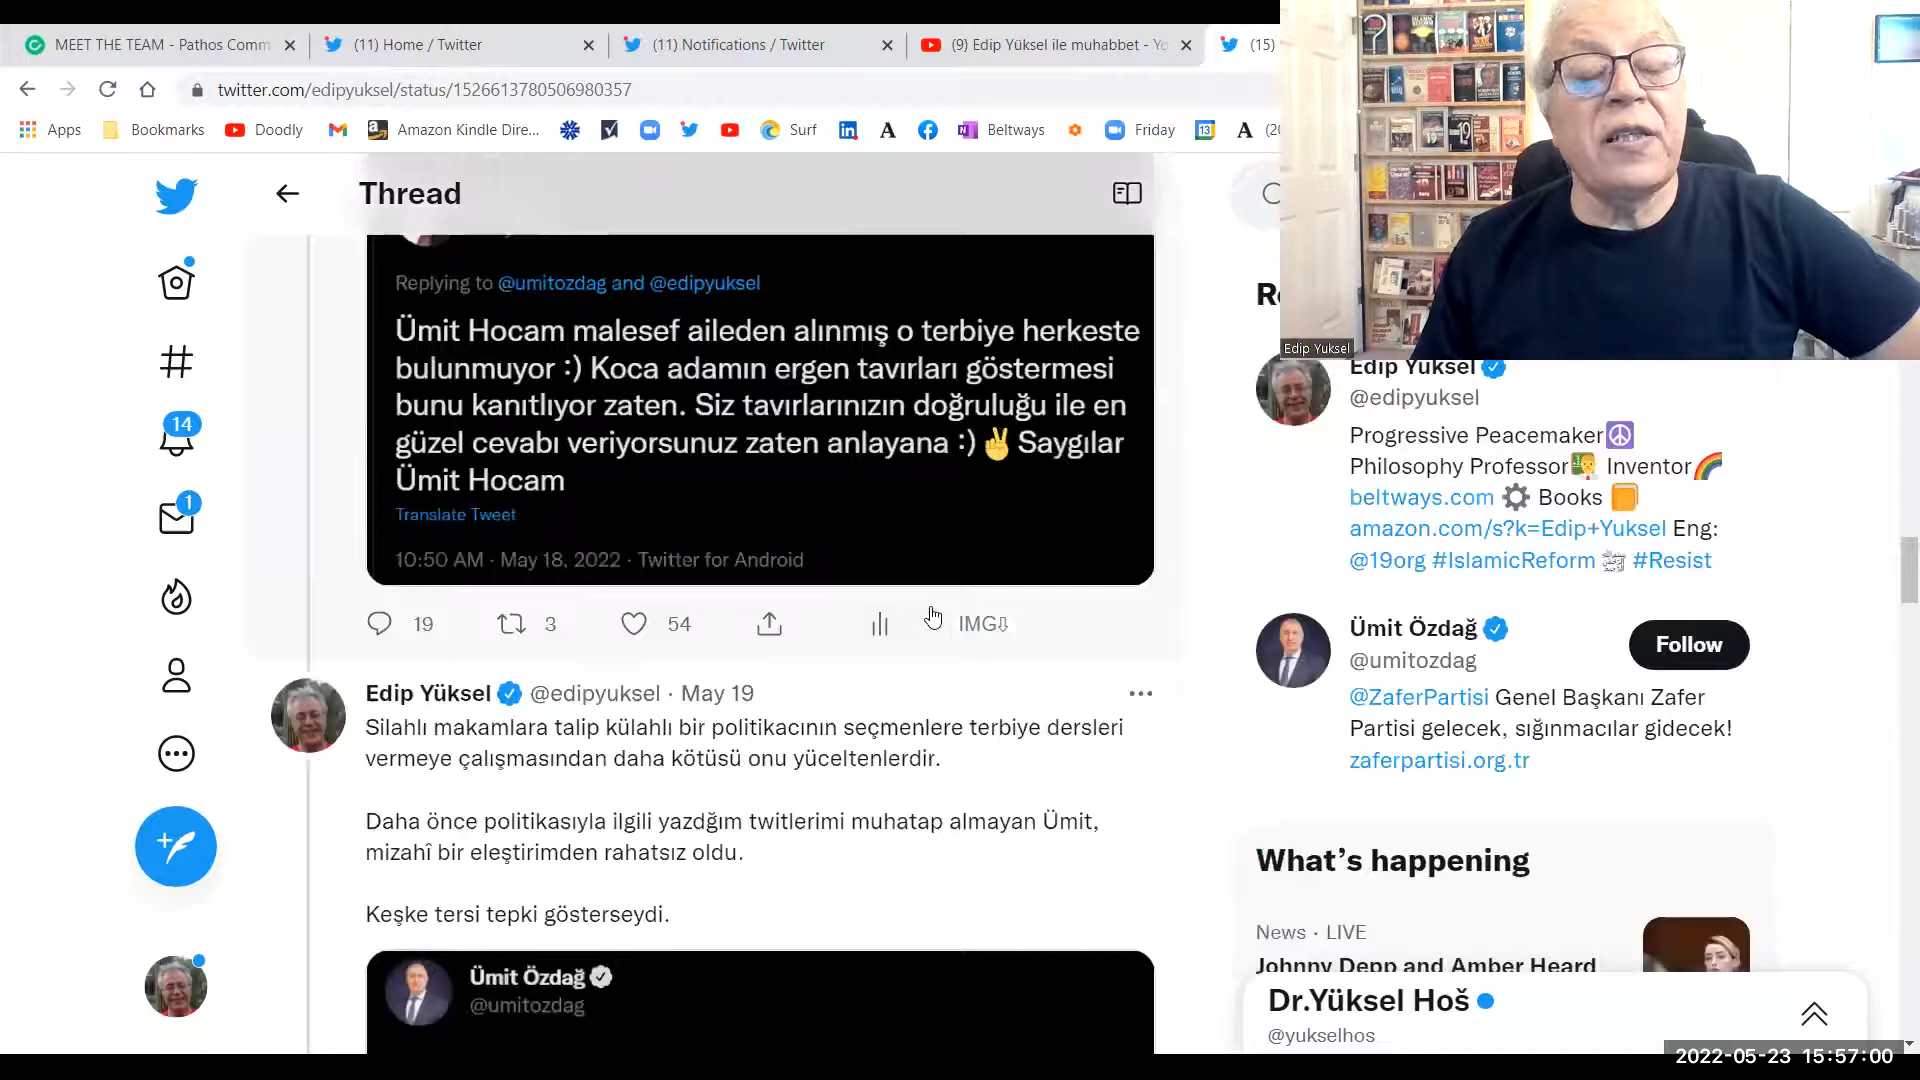 MEET THE TEAM - Pathos Comm
(11) Home / Twitter
(11) Notifications / Twitter
(9) Edip Yüksel ile muhabbet - Yo
(15)
twitter.com/edipyuksel/status/1526613780506980357
Apps
Bookmarks
Doodly
Amazon Kindle Dire...
Surf
Beltways
Friday
13
Edip Yuksel
Thread
Replying to @umitozdag and @edipyuksel
Ümit Hocam malesef aileden alınmış o terbiye herkeste
bulunmuyor :) Koca adamın ergen tavırları göstermesi
bunu kanıtlıyor zaten. Siz tavırlarınızın doğruluğu ile en
güzel cevabı veriyorsunuz zaten anlayana :)✌️ Saygılar
Ümit Hocam
Translate Tweet
10:50 AM · May 18, 2022 · Twitter for Android
19
3
54
IMG⇩
14
1
Edip Yüksel @edipyuksel · May 19
Silahlı makamlara talip külahlı bir politikacının seçmenlere terbiye dersleri
vermeye çalışmasından daha kötüsü onu yüceltenlerdir.
Daha önce politikasıyla ilgili yazdğım twitlerimi muhatap almayan Ümit,
mizahî bir eleştirimden rahatsız oldu.
Keşke tersi tepki gösterseydi.
Ümit Özdağ
@umitozdag
Edip Yüksel
@edipyuksel
Progressive Peacemaker☮️
Philosophy Professor👨‍🏫 Inventor🌈
beltways.com ⚙️ Books 📙
amazon.com/s?k=Edip+Yuksel Eng:
@19org #IslamicReform #Resist
Ümit Özdağ
Follow
@umitozdag
@ZaferPartisi Genel Başkanı Zafer
Partisi gelecek, sığınmacılar gidecek!
zaferpartisi.org.tr
What's happening
News · LIVE
Johnny Depp and Amber Heard
Dr.Yüksel Hoš
@yukselhos
2022-05-23 15:57:00